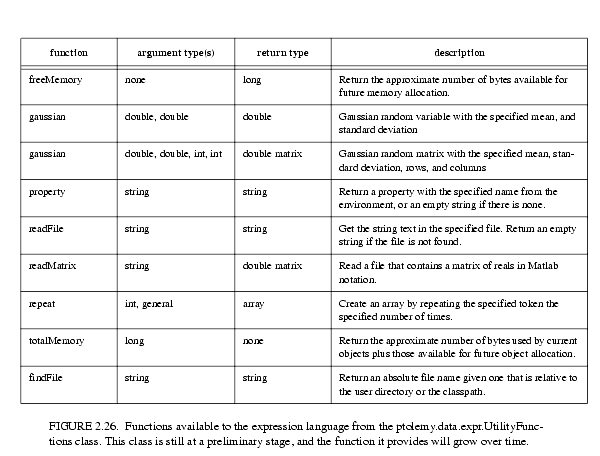 function argument type(s) return type description
freeMemory none long Return the approximate number of bytes available for
future memory allocation.
gaussian double, double double Gaussian random variable with the specified mean, and
standard deviation
gaussian double, double, int, int double matrix Gaussian random matrix with the specified mean, stan-
dard deviation, rows, and columns
property string string Return a property with the specified name from the
environment, or an empty string if there is none.
readFile string string Get the string text in the specified file. Return an empty
string if the file is not found.
readMatrix string double matrix Read a file that contains a matrix of reals in Matlab
notation.
repeat int, general array Create an array by repeating the specified token the
specified number of times.
totalMemory long none Return the approximate number of bytes used by current
objects plus those available for future object allocation.
findFile string string Return an absolute file name given one that is relative to
the user directory or the classpath.
FIGURE 2.26. Functions available to the expression language from the ptolemy.data.expr.UtilityFunc-
tions class. This class is still at a preliminary stage, and the function it provides will grow over time.